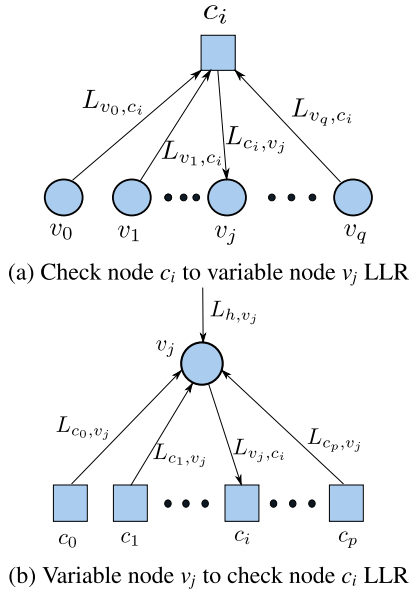 c_i
L_{v_0,c_i} L_{v_1,c_i} L_{c_i,v_j} L_{v_q,c_i}
v_0 v_1 v_j v_q
(a) Check node c_i to variable node v_j LLR
L_{h,v_j}
v_j
L_{c_0,v_j} L_{c_1,v_j} L_{v_j,c_i} L_{c_p,v_j}
c_0 c_1 c_i c_p
(b) Variable node v_j to check node c_i LLR